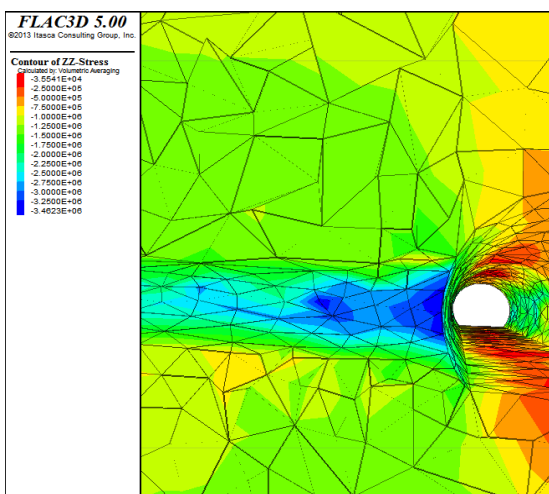 FLAC3D 5.00
©2013 Itasca Consulting Group, Inc.
Contour of ZZ-Stress
Calculated by: Volumetric Averaging
-3.5541E+04
-2.5000E+05
-5.0000E+05
-7.5000E+05
-1.0000E+06
-1.2500E+06
-1.5000E+06
-1.7500E+06
-2.0000E+06
-2.2500E+06
-2.5000E+06
-2.7500E+06
-3.0000E+06
-3.2500E+06
-3.4623E+06